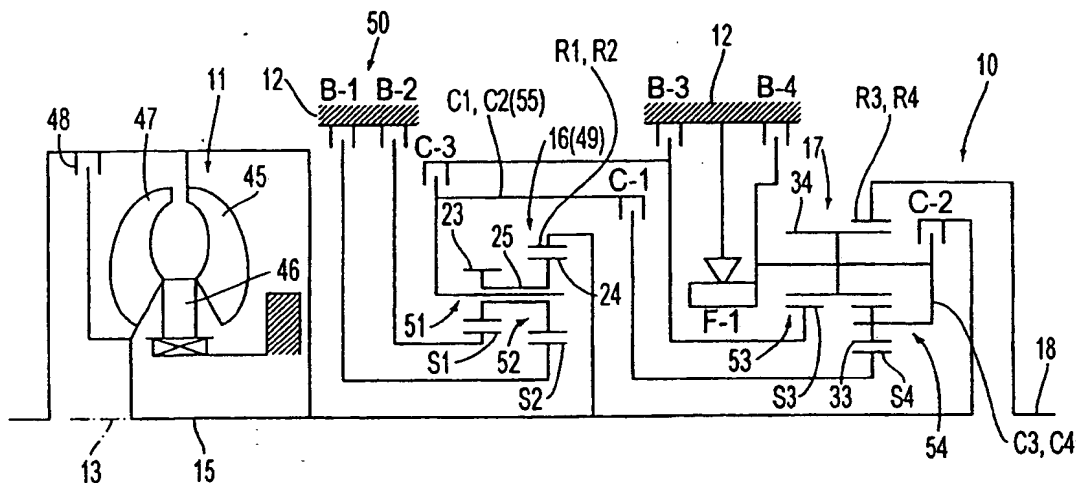 50
R1, R2
12
10
12
B-1 B-2
B-3
B-4
R3, R4
11
C1, C2(55)
48
47
45
16(49)
17
34
C-3
C-1
C-2
23
25
46
24
51
F-1
S1
52
53
18
S2
S3
33
S4
54
C3, C4
13
15